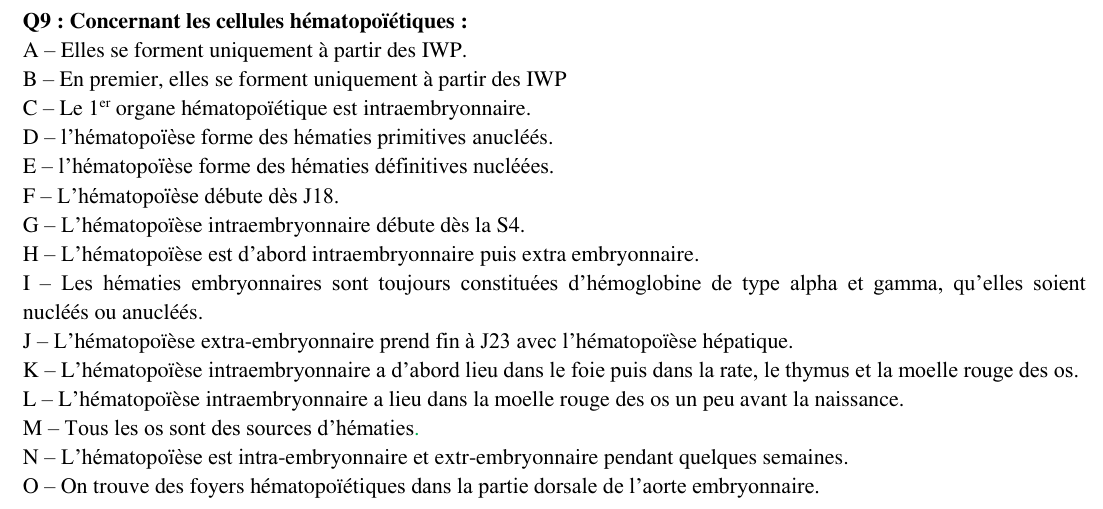 Q9 : Concernant les cellules hématopoïétiques :
A – Elles se forment uniquement à partir des IWP.
B – En premier, elles se forment uniquement à partir des IWP
C – Le 1er organe hématopoïétique est intraembryonnaire.
D – l’hématopoïèse forme des hématies primitives anucléés.
E – l’hématopoïèse forme des hématies définitives nucléées.
F – L’hématopoïèse débute dès J18.
G – L’hématopoïèse intraembryonnaire débute dès la S4.
H – L’hématopoïèse est d’abord intraembryonnaire puis extra embryonnaire.
I – Les hématies embryonnaires sont toujours constituées d’hémoglobine de type alpha et gamma, qu’elles soient
nucléés ou anucléés.
J – L’hématopoïèse extra-embryonnaire prend fin à J23 avec l’hématopoïèse hépatique.
K – L’hématopoïèse intraembryonnaire a d’abord lieu dans le foie puis dans la rate, le thymus et la moelle rouge des os.
L – L’hématopoïèse intraembryonnaire a lieu dans la moelle rouge des os un peu avant la naissance.
M – Tous les os sont des sources d’hématies.
N – L’hématopoïèse est intra-embryonnaire et extr-embryonnaire pendant quelques semaines.
O – On trouve des foyers hématopoïétiques dans la partie dorsale de l’aorte embryonnaire.